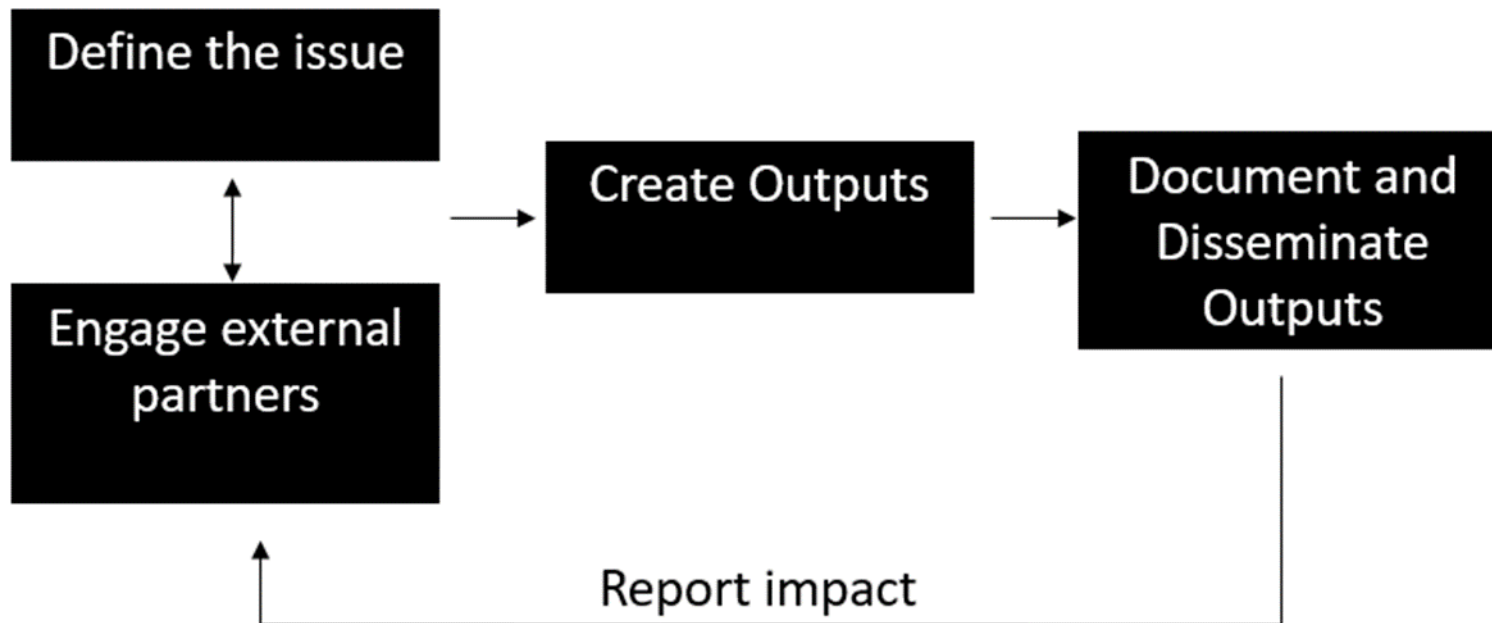 Define the issue
Engage external
partners
Create Outputs
Document and
Disseminate
Outputs
Report impact